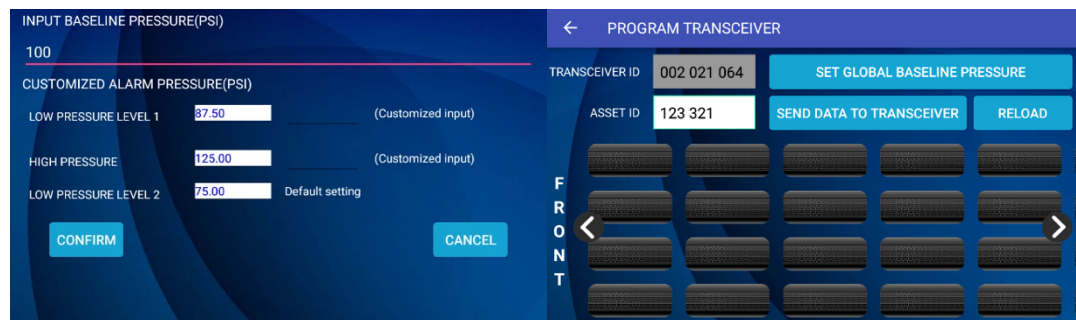 INPUT BASELINE PRESSURE(PSI)
100
CUSTOMIZED ALARM PRESSURE(PSI)
LOW PRESSURE LEVEL 1 87.50 (Customized input)
HIGH PRESSURE 125.00 (Customized input)
LOW PRESSURE LEVEL 2 75.00 Default setting
CONFIRM CANCEL
PROGRAM TRANSCEIVER
TRANSCEIVER ID 002 021 064 SET GLOBAL BASELINE PRESSURE
ASSET ID 123 321 SEND DATA TO TRANSCEIVER RELOAD
F
R
O
N
T